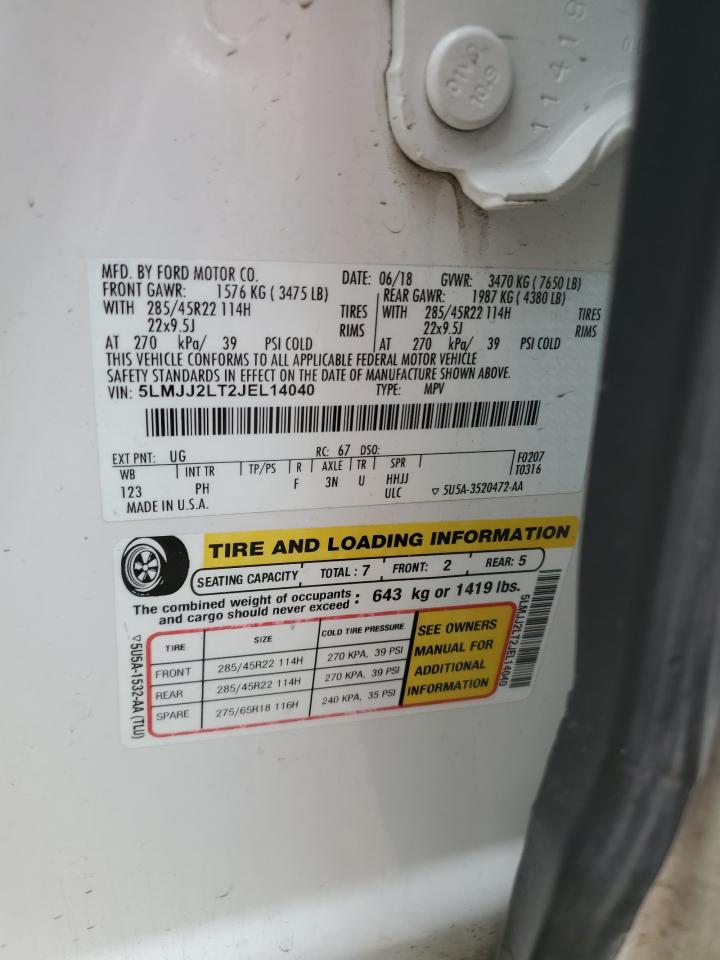 01V9
10.9
11418
MFD. BY FORD MOTOR CO. DATE: 06/18 GVWR: 3470 KG ( 7650 LB)
FRONT GAWR: 1576 KG ( 3475 LB) REAR GAWR: 1987 KG ( 4380 LB)
WITH 285/45R22 114H TIRES WITH 285/45R22 114H TIRES
22x9.5J RIMS 22x9.5J RIMS
AT 270 kPa/ 39 PSI COLD AT 270 kPa/ 39 PSI COLD
THIS VEHICLE CONFORMS TO ALL APPLICABLE FEDERAL MOTOR VEHICLE
SAFETY STANDARDS IN EFFECT ON THE DATE OF MANUFACTURE SHOWN ABOVE.
VIN: 5LMJJ2LT2JEL14040 TYPE: MPV
EXT PNT: UG RC: 67 DSO: F0207
WB INT TR TP/PS R AXLE TR SPR T0316
123 PH F 3N U HHJJ
ULC ▽ 5U5A-3520472-AA
MADE IN U.S.A.
TIRE AND LOADING INFORMATION
SEATING CAPACITY TOTAL : 7 FRONT: 2 REAR: 5
The combined weight of occupants
and cargo should never exceed : 643 kg or 1419 lbs.
TIRE SIZE COLD TIRE PRESSURE
FRONT 285/45R22 114H 270 KPA, 39 PSI
REAR 285/45R22 114H 270 KPA, 39 PSI
SPARE 275/65R18 116H 240 KPA, 35 PSI
SEE OWNERS
MANUAL FOR
ADDITIONAL
INFORMATION
▽5U5A-1532-AA (TLU)
5LMJJ2LT2JEL14040